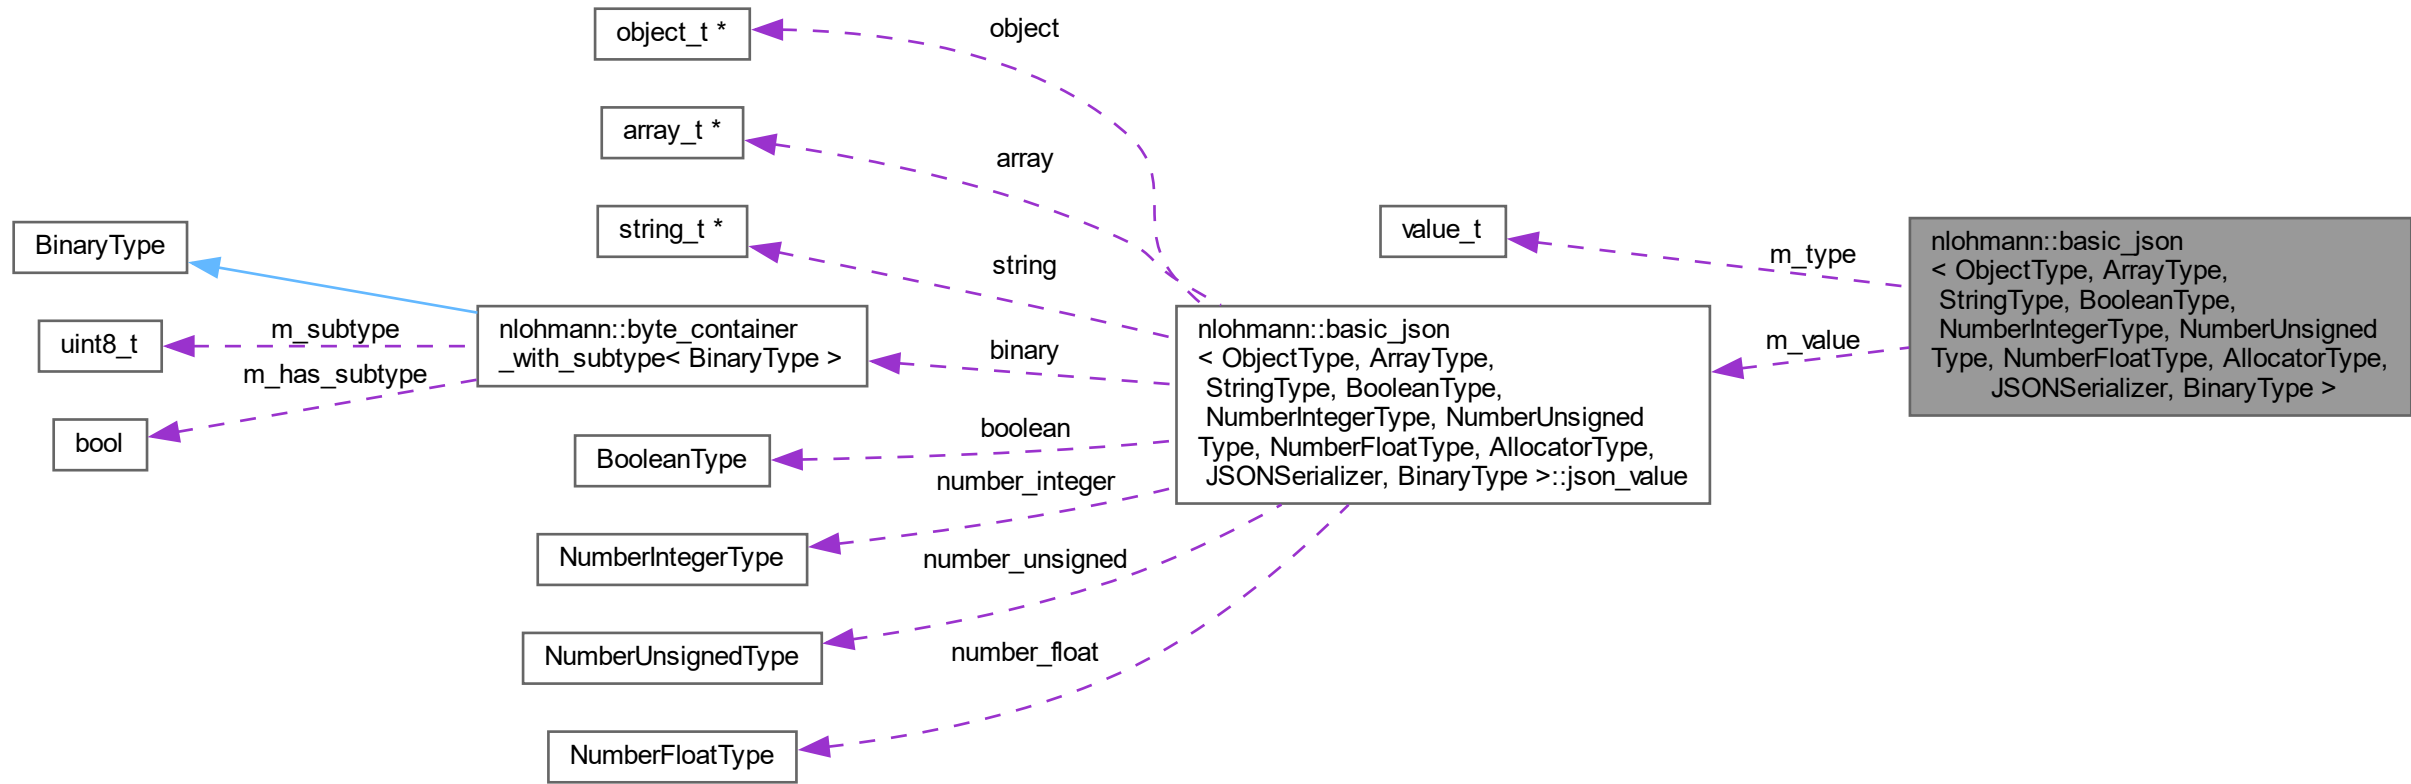 object_t *
object
array_t *
array
string_t *
string
BinaryType
uint8_t
m_subtype
bool
m_has_subtype
nlohmann::byte_container
_with_subtype< BinaryType >
binary
BooleanType
boolean
NumberIntegerType
number_integer
NumberUnsignedType
number_unsigned
NumberFloatType
number_float
nlohmann::basic_json
< ObjectType, ArrayType,
StringType, BooleanType,
NumberIntegerType, NumberUnsigned
Type, NumberFloatType, AllocatorType,
JSONSerializer, BinaryType >::json_value
value_t
m_type
m_value
nlohmann::basic_json
< ObjectType, ArrayType,
StringType, BooleanType,
NumberIntegerType, NumberUnsigned
Type, NumberFloatType, AllocatorType,
JSONSerializer, BinaryType >